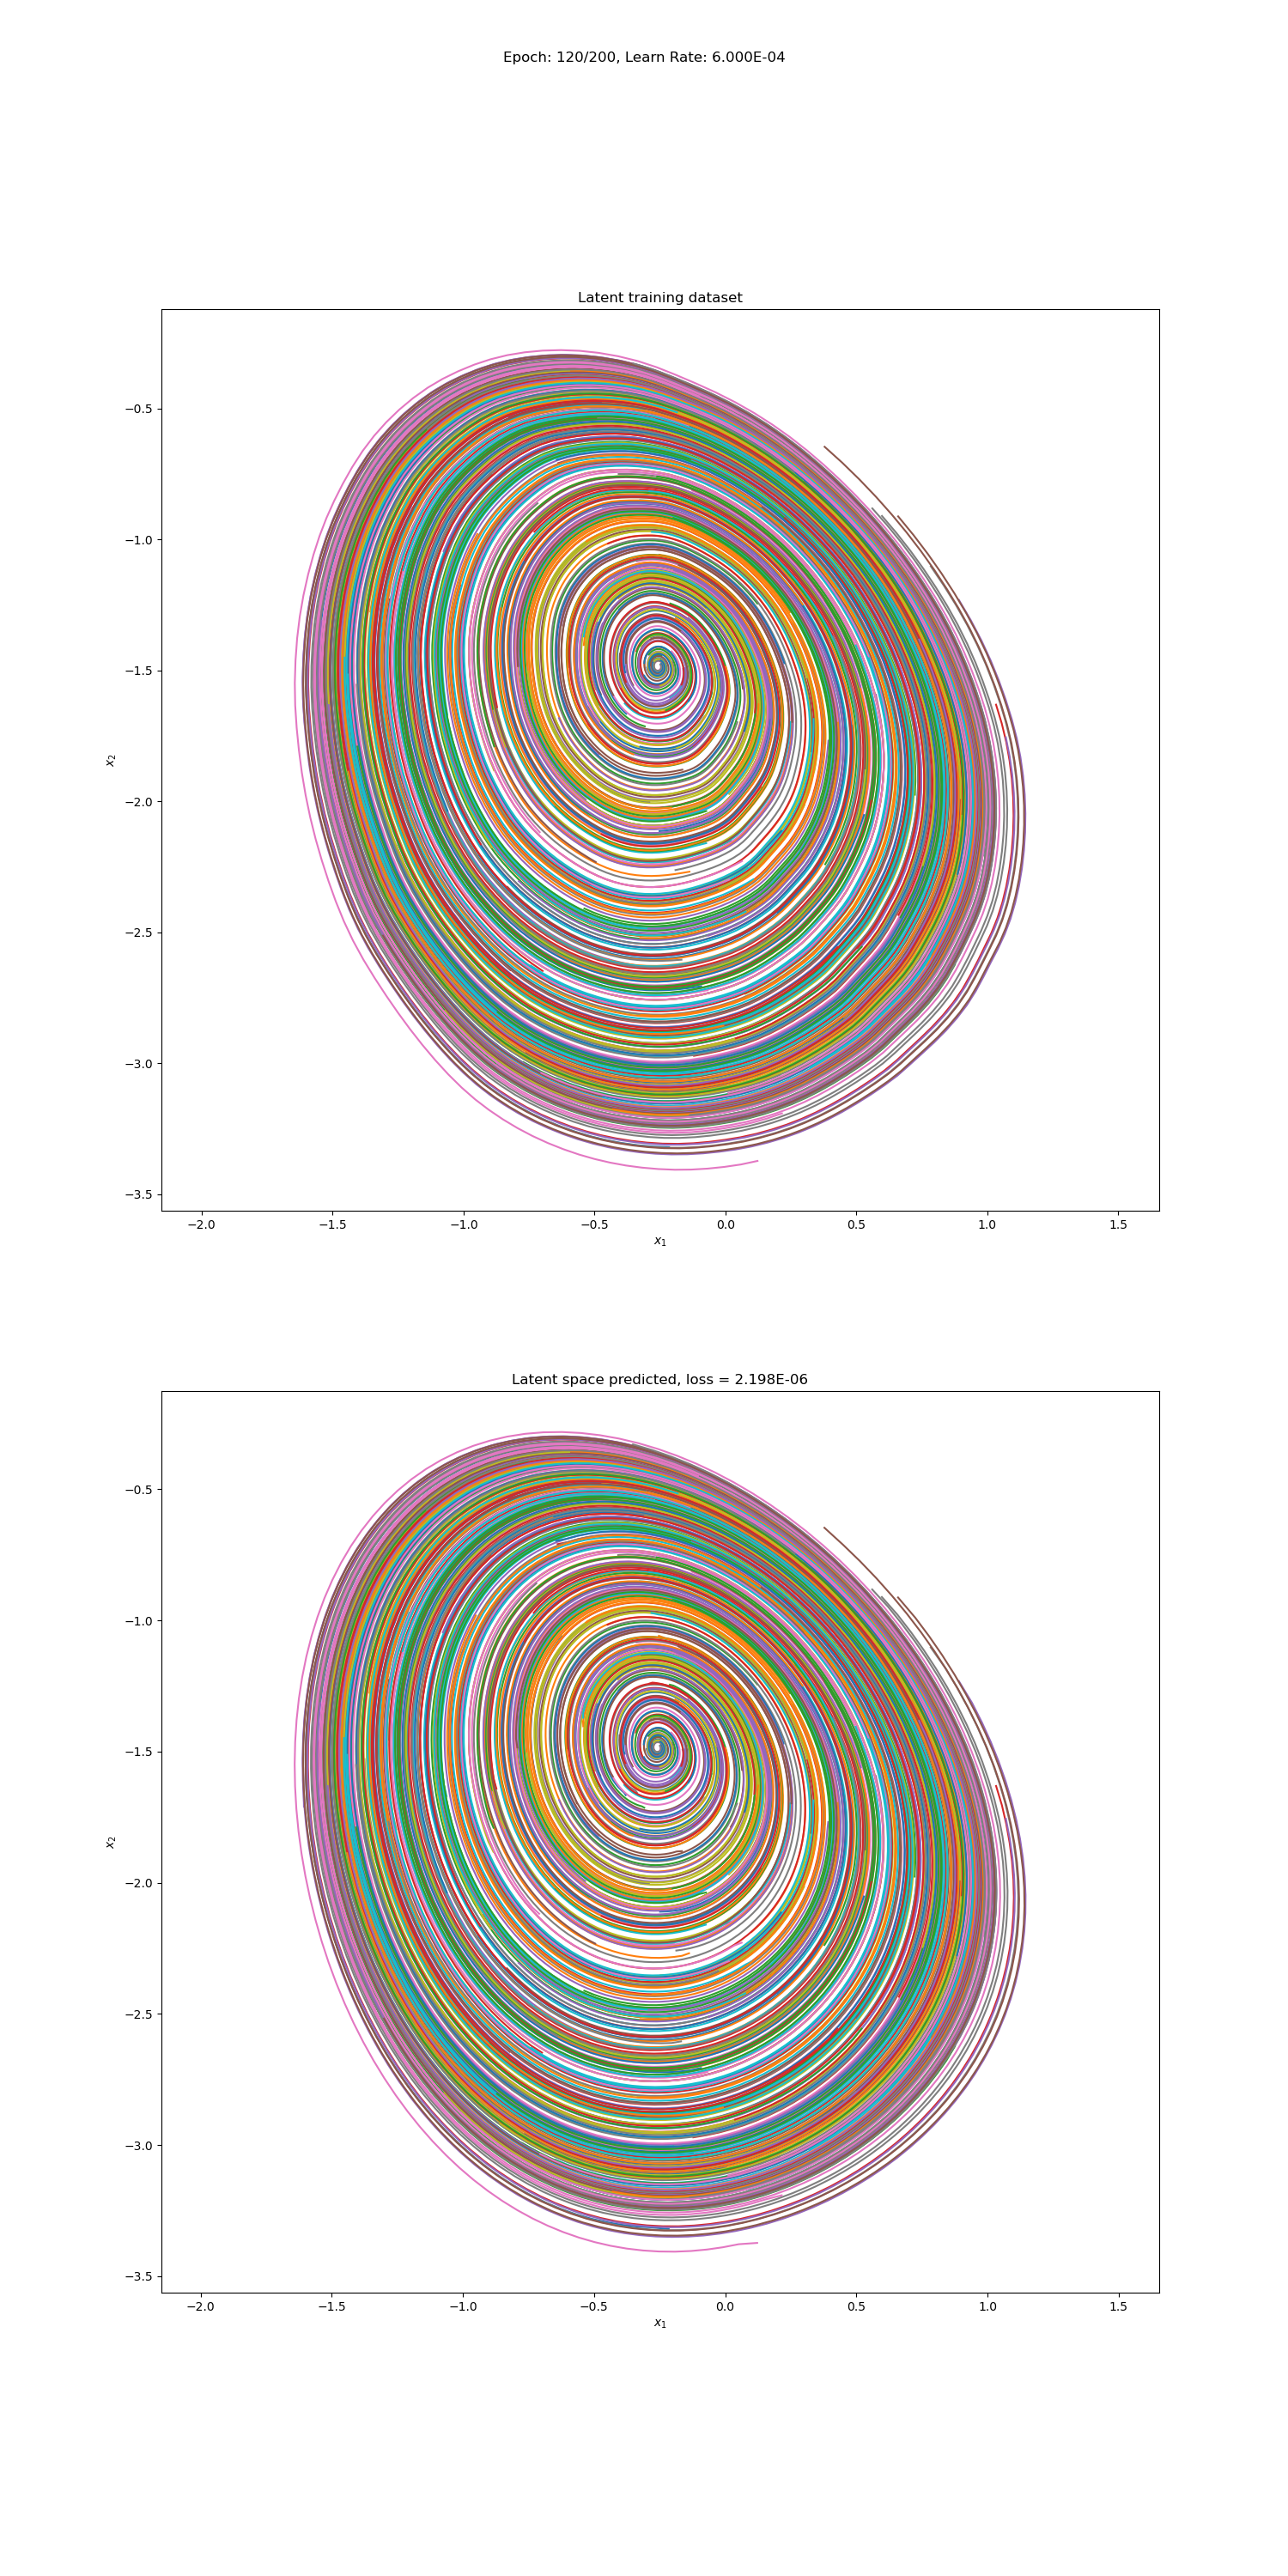 Epoch: 120/200, Learn Rate: 6.000E-04
Latent training dataset
−0.5
−1.0
−1.5
−2.0
−2.5
−3.0
−3.5
x₂
−2.0 −1.5 −1.0 −0.5 0.0 0.5 1.0 1.5
x₁
Latent space predicted, loss = 2.198E-06
−0.5
−1.0
−1.5
−2.0
−2.5
−3.0
−3.5
x₂
−2.0 −1.5 −1.0 −0.5 0.0 0.5 1.0 1.5
x₁